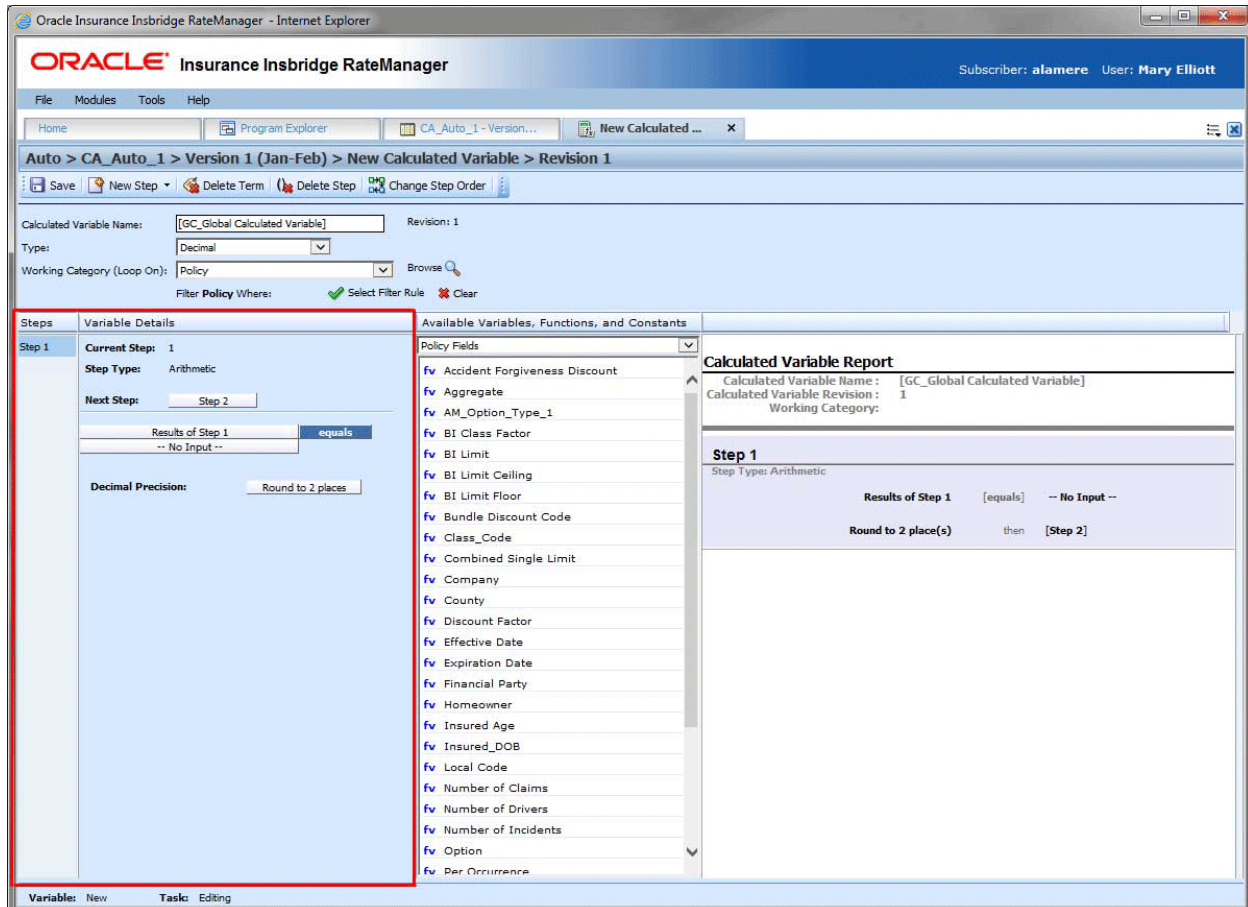 Oracle Insurance Insbridge RateManager - Internet Explorer
ORACLE® Insurance Insbridge RateManager
Subscriber: alamere User: Mary Elliott
File Modules Tools Help
Home Program Explorer CA_Auto_1 - Version... New Calculated ... x
Auto > CA_Auto_1 > Version 1 (Jan-Feb) > New Calculated Variable > Revision 1
Save New Step Delete Term Delete Step Change Step Order
Calculated Variable Name: [GC_Global Calculated Variable] Revision: 1
Type: Decimal
Working Category (Loop On): Policy Browse
Filter Policy Where: Select Filter Rule Clear
Steps Variable Details Available Variables, Functions, and Constants
Step 1
Current Step: 1
Step Type: Arithmetic
Next Step: Step 2
Results of Step 1 equals
-- No Input --
Decimal Precision: Round to 2 places
Policy Fields
fv Accident Forgiveness Discount
fv Aggregate
fv AM_Option_Type_1
fv BI Class Factor
fv BI Limit
fv BI Limit Ceiling
fv BI Limit Floor
fv Bundle Discount Code
fv Class_Code
fv Combined Single Limit
fv Company
fv County
fv Discount Factor
fv Effective Date
fv Expiration Date
fv Financial Party
fv Homeowner
fv Insured Age
fv Insured_DOB
fv Local Code
fv Number of Claims
fv Number of Drivers
fv Number of Incidents
fv Option
fv Per Occurrence
Calculated Variable Report
Calculated Variable Name : [GC_Global Calculated Variable]
Calculated Variable Revision : 1
Working Category:
Step 1
Step Type: Arithmetic
Results of Step 1 [equals] -- No Input --
Round to 2 place(s) then [Step 2]
Variable: New Task: Editing